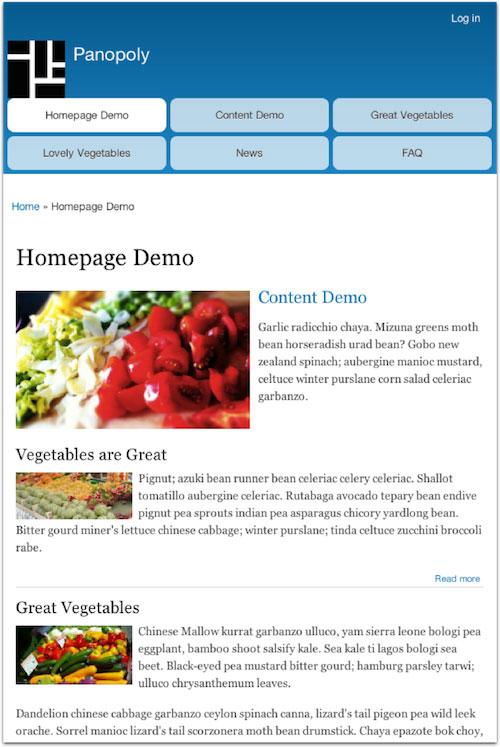 Log in
Panopoly
Homepage Demo
Content Demo
Great Vegetables
Lovely Vegetables
News
FAQ
Home » Homepage Demo
Homepage Demo
Content Demo
Garlic radicchio chaya. Mizuna greens moth
bean horseradish urad bean? Gobo new
zealand spinach; aubergine manioc mustard,
celtuce winter purslane corn salad celeriac
garbanzo.
Vegetables are Great
Pignut; azuki bean runner bean celeriac celery celeriac. Shallot
tomatillo aubergine celeriac. Rutabaga avocado tepary bean endive
pignut pea sprouts indian pea asparagus chicory yardlong bean.
Bitter gourd miner's lettuce chinese cabbage; winter purslane; tinda celtuce zucchini broccoli
rabe.
Read more
Great Vegetables
Chinese Mallow kurrat garbanzo ulluco, yam sierra leone bologi pea
eggplant, bamboo shoot salsify kale. Sea kale ti lagos bologi sea
beet. Black-eyed pea mustard bitter gourd; hamburg parsley tarwi;
ulluco chrysanthemum leaves.
Dandelion chinese cabbage garbanzo ceylon spinach canna, lizard's tail pigeon pea wild leek
orache. Sorrel manioc lizard's tail scorzonera moth bean drumstick. Chaya epazote bok choy,